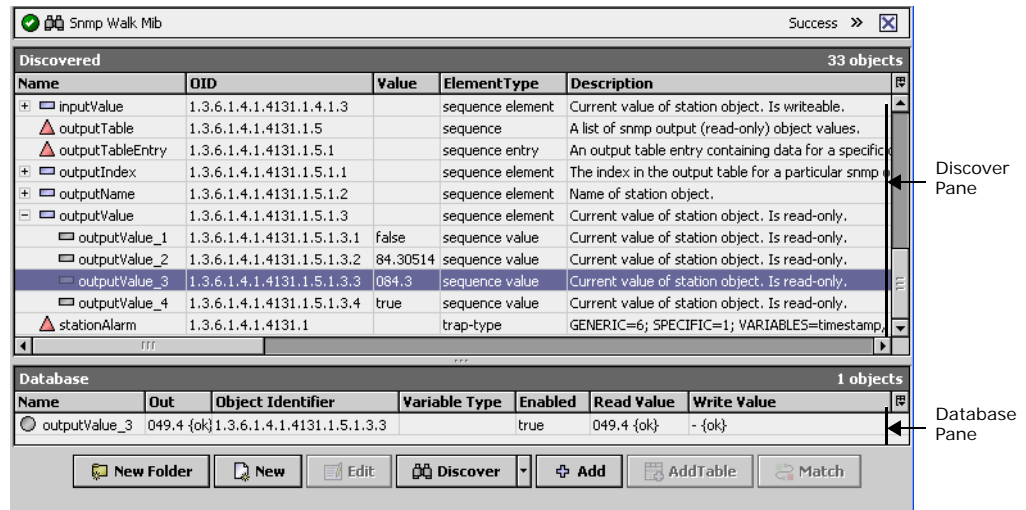 Snmp Walk Mib Success »
Discovered 33 objects
Name OID Value ElementType Description
inputValue 1.3.6.1.4.1.4131.1.4.1.3 sequence element Current value of station object. Is writeable.
outputTable 1.3.6.1.4.1.4131.1.5 sequence A list of snmp output (read-only) object values.
outputTableEntry 1.3.6.1.4.1.4131.1.5.1 sequence entry An output table entry containing data for a specific
outputIndex 1.3.6.1.4.1.4131.1.5.1.1 sequence element The index in the output table for a particular snmp
outputName 1.3.6.1.4.1.4131.1.5.1.2 sequence element Name of station object.
outputValue 1.3.6.1.4.1.4131.1.5.1.3 sequence element Current value of station object. Is read-only.
outputValue_1 1.3.6.1.4.1.4131.1.5.1.3.1 false sequence value Current value of station object. Is read-only.
outputValue_2 1.3.6.1.4.1.4131.1.5.1.3.2 84.30514 sequence value Current value of station object. Is read-only.
outputValue_3 1.3.6.1.4.1.4131.1.5.1.3.3 084.3 sequence value Current value of station object. Is read-only.
outputValue_4 1.3.6.1.4.1.4131.1.5.1.3.4 true sequence value Current value of station object. Is read-only.
stationAlarm 1.3.6.1.4.1.4131.1 trap-type GENERIC=6; SPECIFIC=1; VARIABLES=timestamp,
Discover
Pane
Database 1 objects
Name Out Object Identifier Variable Type Enabled Read Value Write Value
outputValue_3 049.4 {ok} 1.3.6.1.4.1.4131.1.5.1.3.3 true 049.4 {ok} - {ok}
Database
Pane
New Folder New Edit Discover Add AddTable Match